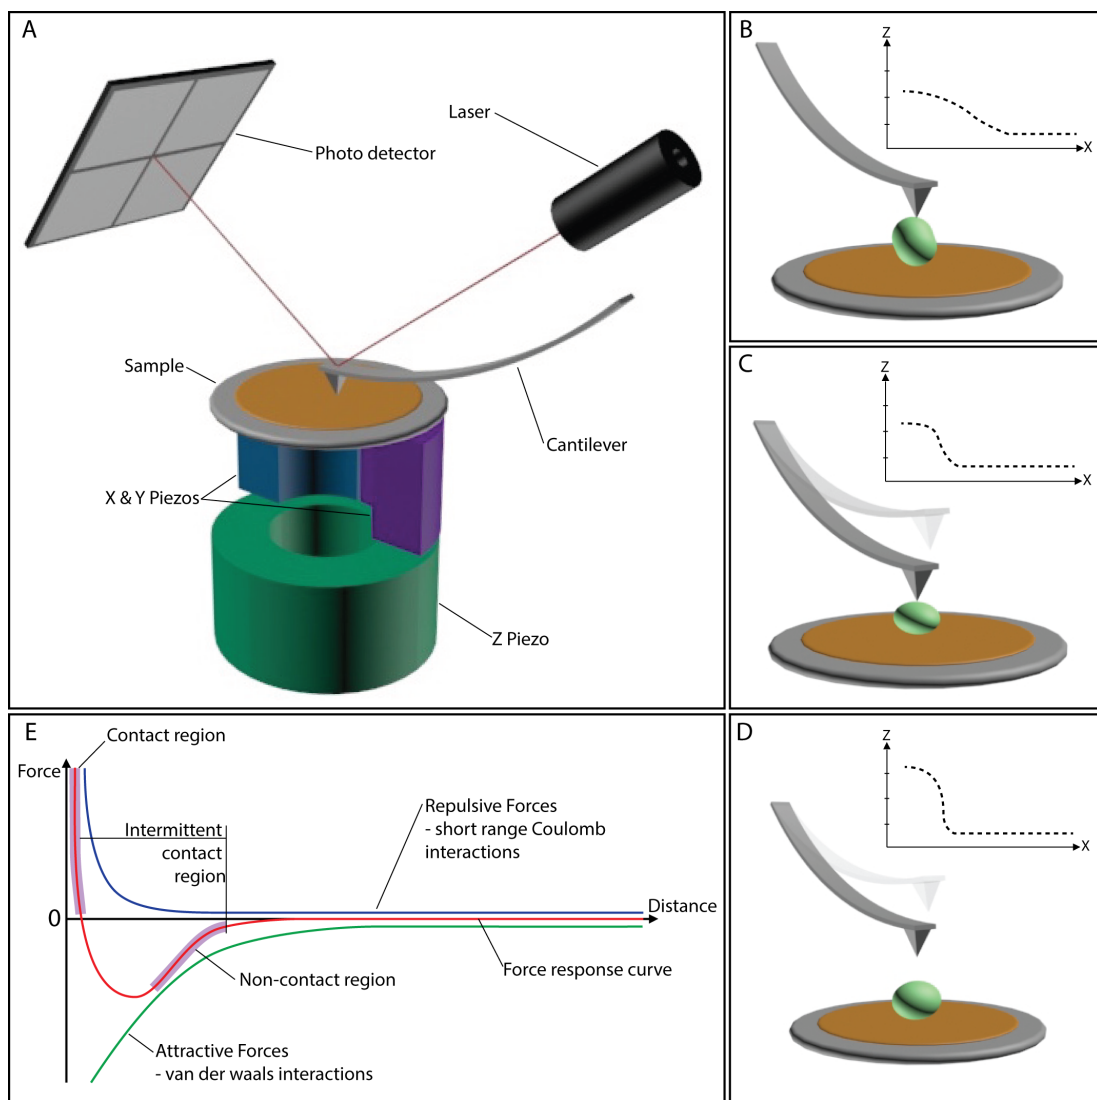 A
Photo detector
Laser
Sample
Cantilever
X & Y Piezos
Z Piezo
B
Z
X
C
Z
X
D
Z
X
E
Contact region
Force
Intermittent
contact
region
Repulsive Forces
- short range Coulomb
interactions
0
Distance
Non-contact region
Force response curve
Attractive Forces
- van der waals interactions